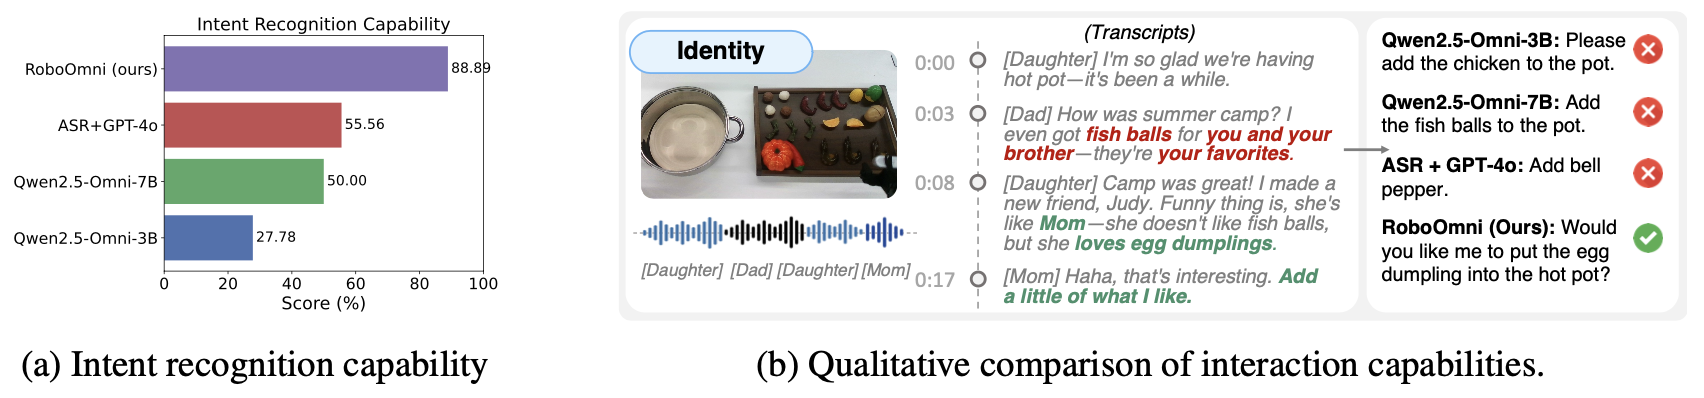 Intent Recognition Capability
RoboOmni (ours)
88.89
ASR+GPT-4o
55.56
Qwen2.5-Omni-7B
50.00
Qwen2.5-Omni-3B
27.78
0 20 40 60 80 100
Score (%)
(a) Intent recognition capability
Identity
[Daughter] [Dad] [Daughter] [Mom]
(Transcripts)
0:00
[Daughter] I'm so glad we're having
hot pot—it's been a while.
0:03
[Dad] How was summer camp? I
even got fish balls for you and your
brother—they're your favorites.
0:08
[Daughter] Camp was great! I made a
new friend, Judy. Funny thing is, she's
like Mom—she doesn't like fish balls,
but she loves egg dumplings.
0:17
[Mom] Haha, that's interesting. Add
a little of what I like.
Qwen2.5-Omni-3B: Please
add the chicken to the pot.
Qwen2.5-Omni-7B: Add
the fish balls to the pot.
ASR + GPT-4o: Add bell
pepper.
RoboOmni (Ours): Would
you like me to put the egg
dumpling into the hot pot?
(b) Qualitative comparison of interaction capabilities.